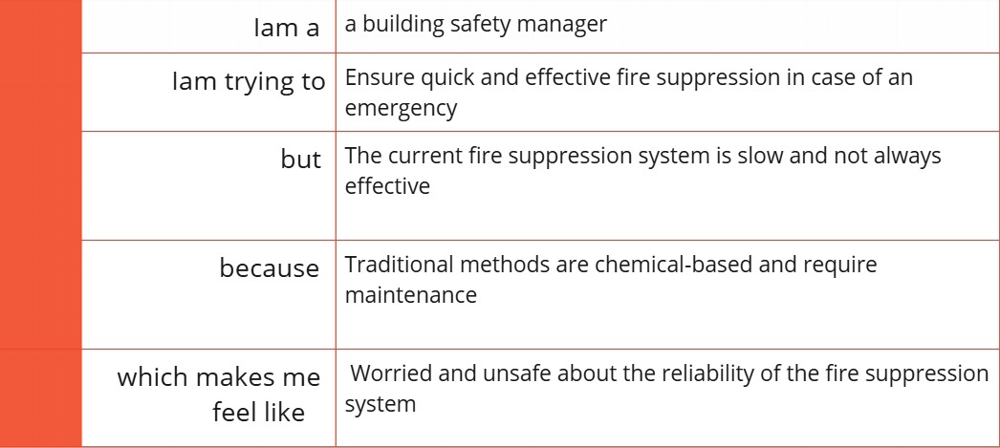 Iam a
a building safety manager
Iam trying to
Ensure quick and effective fire suppression in case of an
emergency
but
The current fire suppression system is slow and not always
effective
because
Traditional methods are chemical-based and require
maintenance
which makes me
feel like
Worried and unsafe about the reliability of the fire suppression
system